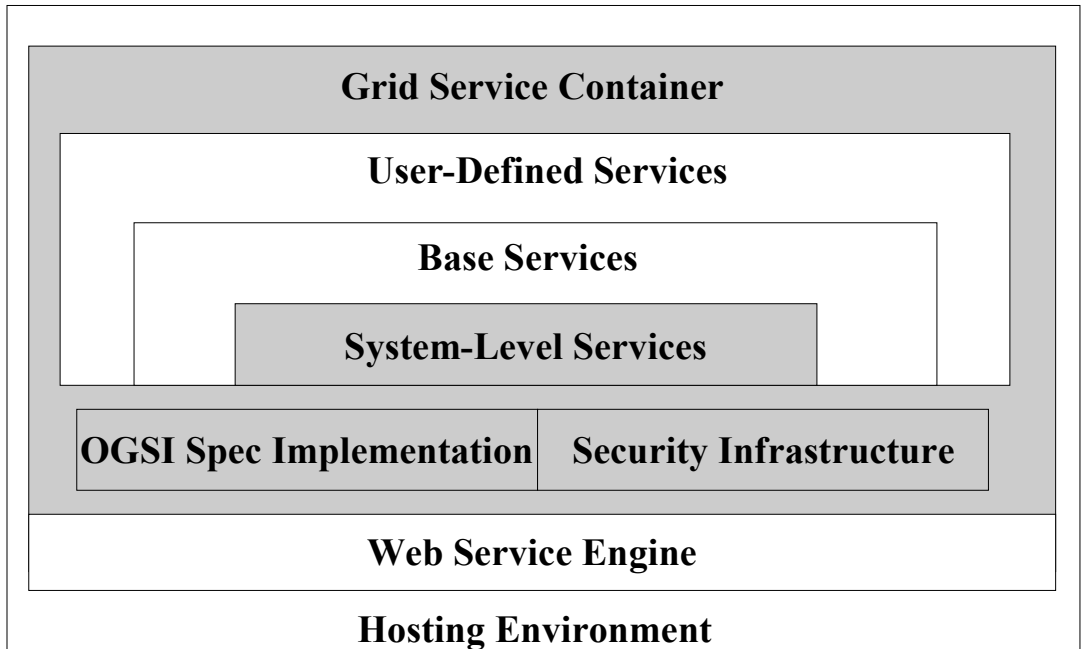 Grid Service Container
User-Defined Services
Base Services
System-Level Services
OGSI Spec Implementation
Security Infrastructure
Web Service Engine
Hosting Environment